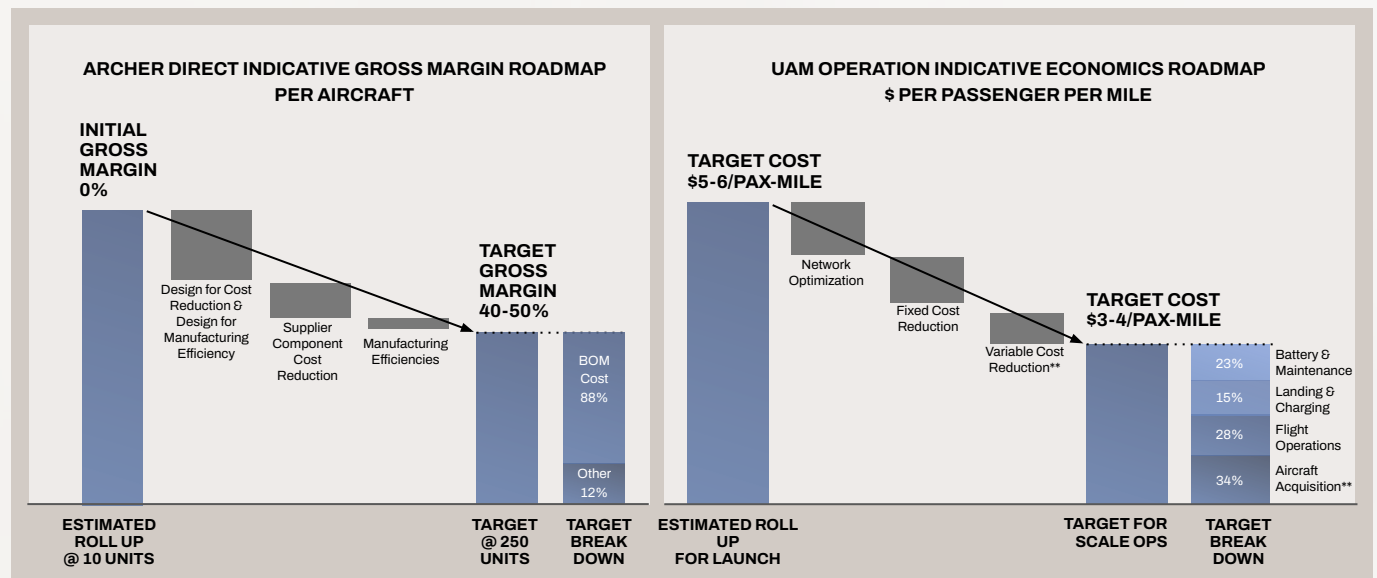 ARCHER DIRECT INDICATIVE GROSS MARGIN ROADMAP
PER AIRCRAFT
INITIAL
GROSS
MARGIN
0%
Design for Cost
Reduction &
Design for
Manufacturing
Efficiency
Supplier
Component
Cost
Reduction
Manufacturing
Efficiencies
TARGET
GROSS
MARGIN
40-50%
BOM
Cost
88%
Other
12%
ESTIMATED
ROLL UP
@ 10 UNITS
TARGET
@ 250
UNITS
TARGET
BREAK
DOWN
UAM OPERATION INDICATIVE ECONOMICS ROADMAP
$ PER PASSENGER PER MILE
TARGET COST
$5-6/PAX-MILE
Network
Optimization
Fixed Cost
Reduction
Variable Cost
Reduction**
TARGET COST
$3-4/PAX-MILE
23%
Battery &
Maintenance
15%
Landing &
Charging
28%
Flight
Operations
34%
Aircraft
Acquisition**
ESTIMATED ROLL
UP
FOR LAUNCH
TARGET FOR
SCALE OPS
TARGET
BREAK
DOWN